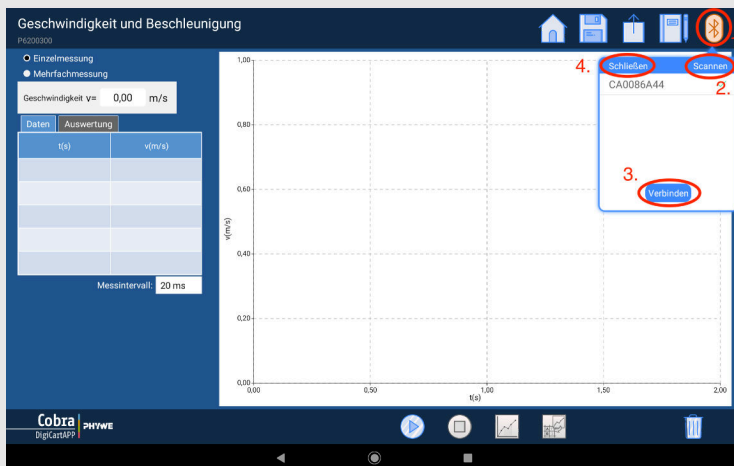 Geschwindigkeit und Beschleunigung
P6200300
Einzelmessung
Mehrfachmessung
Geschwindigkeit v= 0,00 m/s
Daten Auswertung
t(s) v(m/s)
Messintervall: 20 ms
1,00
0,80
0,60
0,40
0,20
0,00
v(m/s)
0,00 0,50 1,00 1,50 2,00
t(s)
4. Schließen Scannen
2.
CA0086A44
3.
Verbinden
Cobra
DigiCartAPP
PHYWE